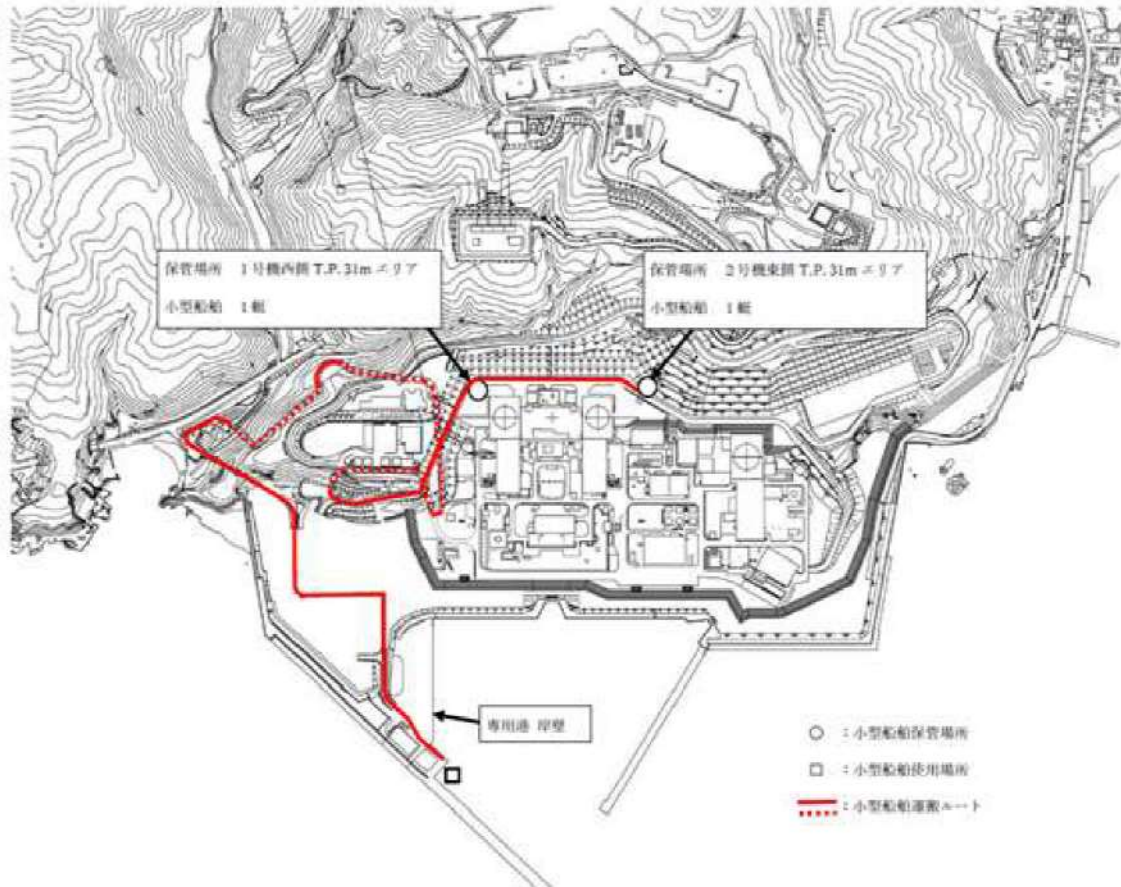 保管場所 1号機西側 T.P.31m エリア
小型船舶 1艇
保管場所 2号機東側 T.P.31m エリア
小型船舶 1艇
専用港 岸壁
○ :小型船舶保管場所
□ :小型船舶使用場所
:小型船舶運搬ルート